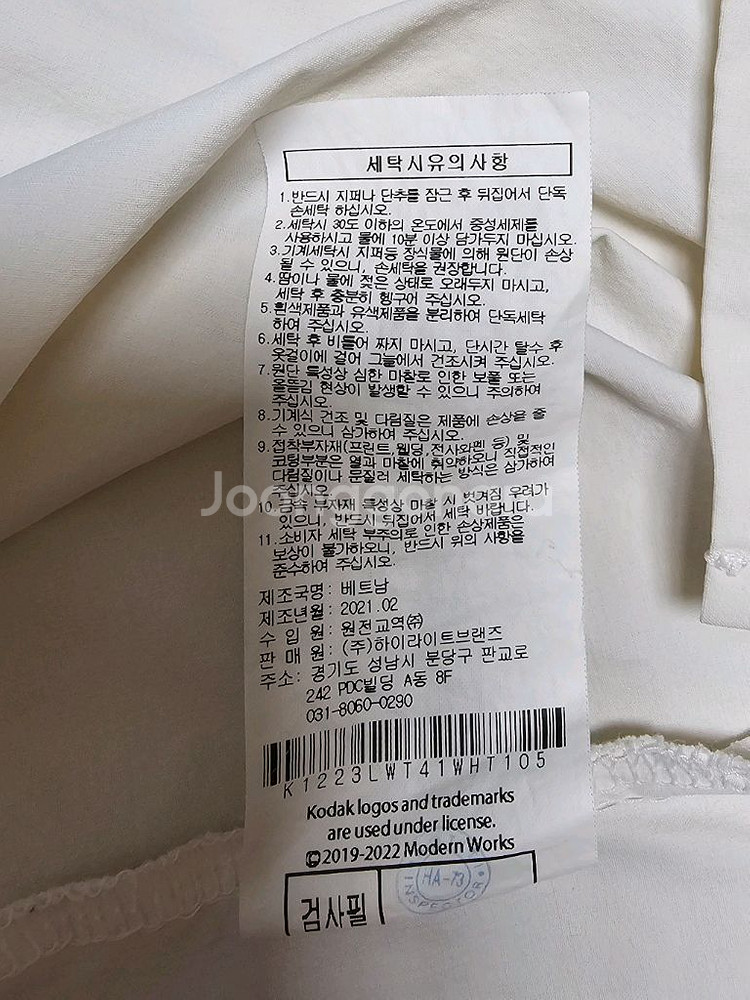 세탁시유의사항
1.반드시 지퍼나 단추를 잠근 후 뒤집어서 단독
손세탁 하십시오.
2.세탁시 30도 이하의 온도에서 중성세제를
사용하시고 물에 10분 이상 담가두지 마십시오.
3.기계세탁시 지퍼등 장식물에 의해 원단이 손상
될 수 있으니, 손세탁을 권장합니다.
4.땀이나 물에 젖은 상태로 오래두지 마시고,
세탁 후 충분히 헹구어 주십시오.
5.흰색제품과 유색제품을 분리하여 단독세탁
하여 주십시오.
6.세탁 후 비틀어 짜지 마시고, 단시간 탈수 후
옷걸이에 걸어 그늘에서 건조시켜 주십시오.
7.원단 특성상 심한 마찰로 인한 보풀 또는
올뜯김 현상이 발생할 수 있으니 주의하여
주십시오.
8.기계식 건조 및 다림질은 제품에 손상을 줄
수 있으니 삼가하여 주십시오.
9.접착부자재(프린트,웰딩,전사와펜 등) 및
코팅부분은 열과 마찰에 취약하오니 직접적인
다림질이나 문질러 세탁하는 방식은 삼가하여
주십시오.
10.금속 부자재 특성상 마찰 시 벗겨짐 우려가
있으니, 반드시 뒤집어서 세탁 바랍니다.
11.소비자 세탁 부주의로 인한 손상제품은
보상이 불가하오니, 반드시 위의 사항을
준수하여 주십시오.
제조국명: 베트남
제조년월: 2021.02
수 입 원: 원전교역㈜
판 매 원: (주)하이라이트브랜즈
주소: 경기도 성남시 분당구 판교로
242 PDC빌딩 A동 8F
031-8060-0290
K1223LWT41WHT105
Kodak logos and trademarks
are used under license.
©2019-2022 Modern Works
검사필
HA-73
INSPECTOR
Joonggonara